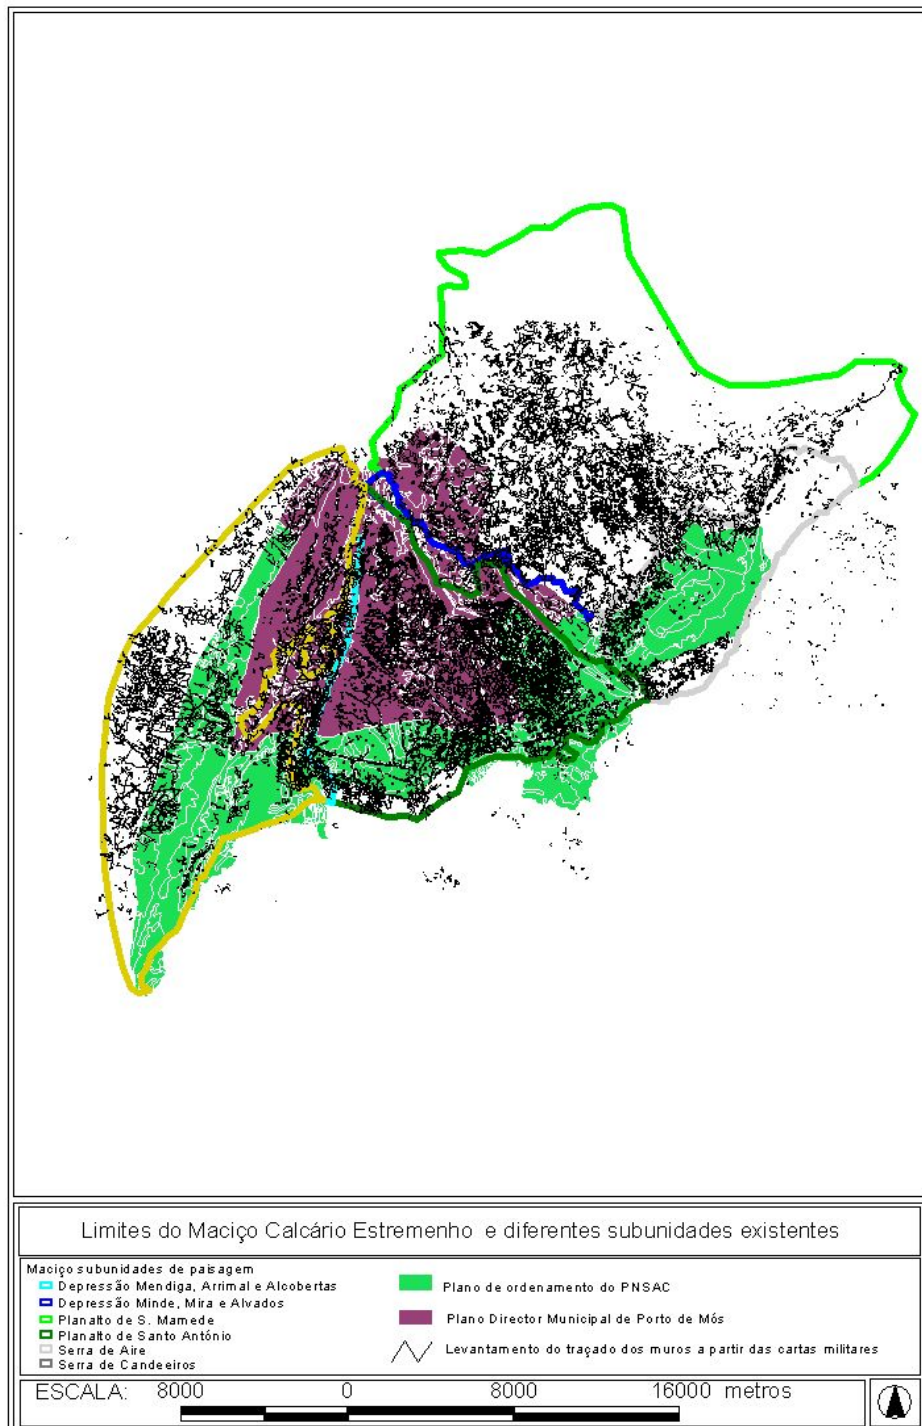 Limites do Maciço Calcário Estremenho e diferentes subunidades existentes
Maciço subunidades de paisagem
Depressão Mendiga, Arrimal e Alcobertas
Depressão Minde, Mira e Alvados
Planalto de S. Mamede
Planalto de Santo António
Serra de Aire
Serra de Candeeiros
Plano de ordenamento do PNSAC
Plano Director Municipal de Porto de Mós
Levantamento do traçado dos muros a partir das cartas militares
ESCALA: 8000 0 8000 16000 metros